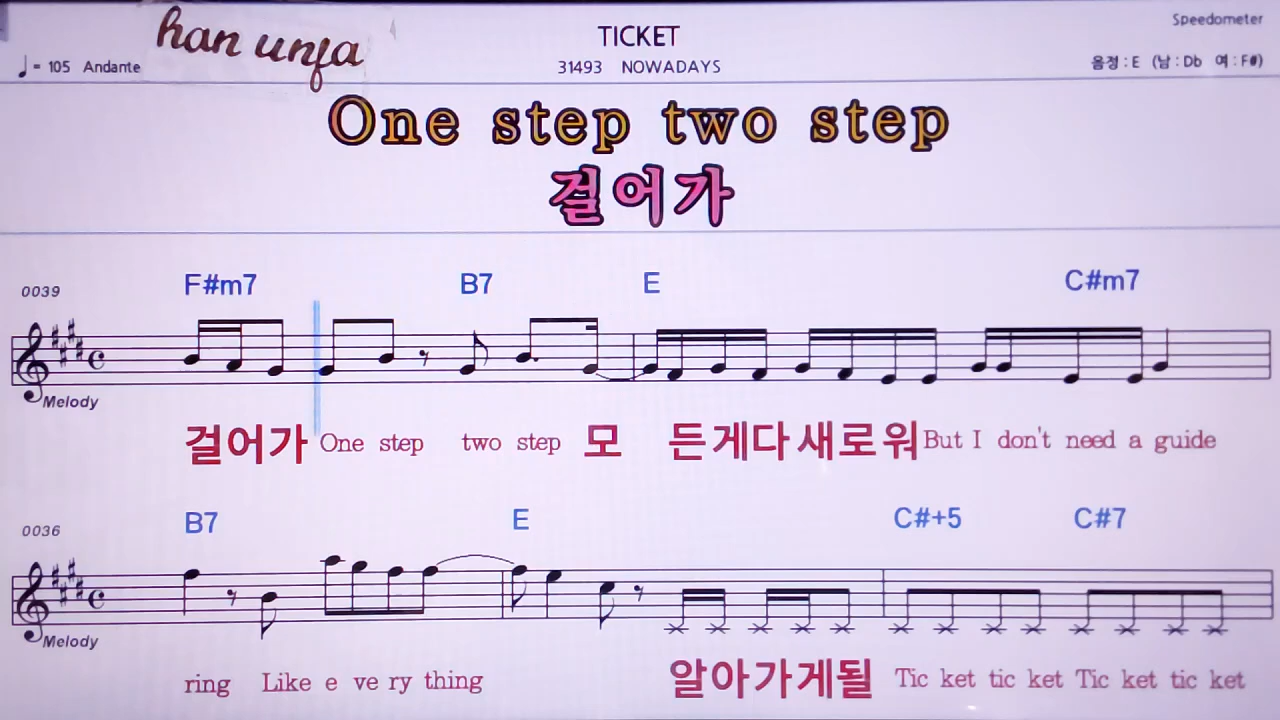 han unfa
TICKET
Speedometer
♩= 105 Andante
31493 NOWADAYS
음정 : E (남 : Db 여 : F#)
One step two step
걸어가
0039
F#m7 B7 E C#m7
Melody
걸어가 One step two step 모 든게다새로워 But I don't need a guide
0036
B7 E C#+5 C#7
Melody
ring Like e ve ry thing 알아가게될 Tic ket tic ket Tic ket tic ket